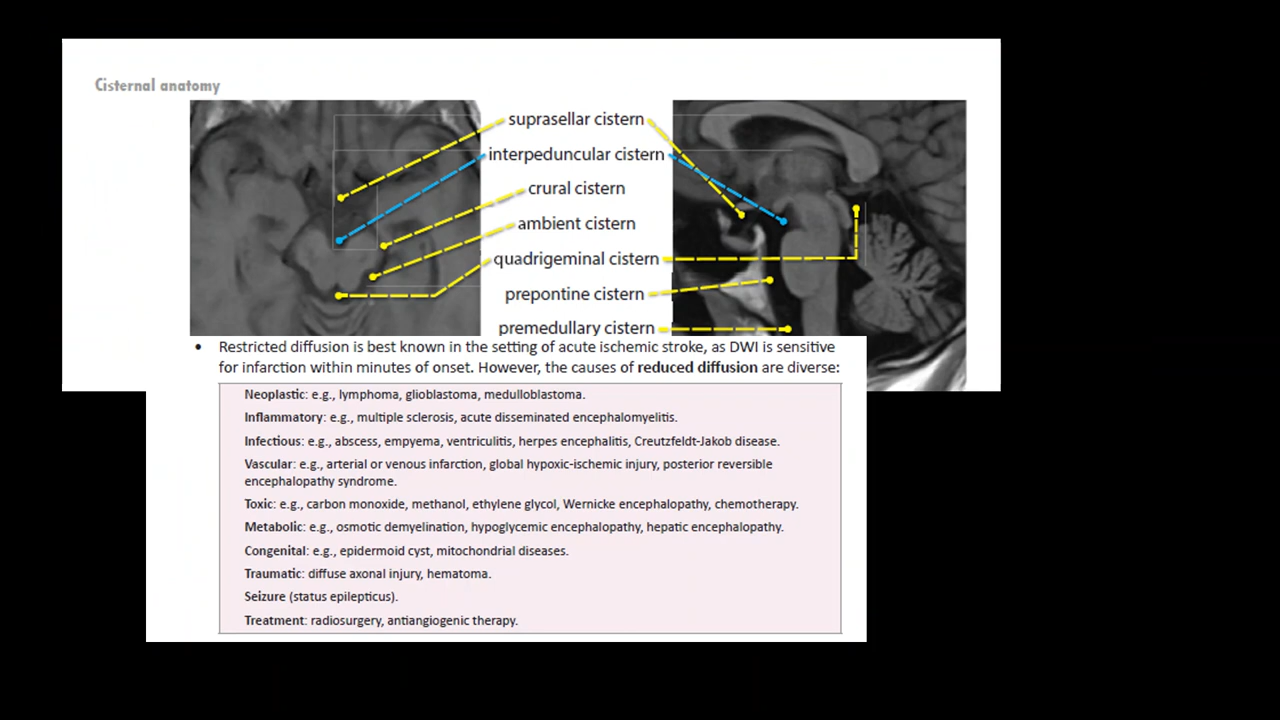 Cisternal anatomy
suprasellar cistern
interpeduncular cistern
crural cistern
ambient cistern
quadrigeminal cistern
prepontine cistern
premedullary cistern
• Restricted diffusion is best known in the setting of acute ischemic stroke, as DWI is sensitive
for infarction within minutes of onset. However, the causes of reduced diffusion are diverse:
Neoplastic: e.g., lymphoma, glioblastoma, medulloblastoma.
Inflammatory: e.g., multiple sclerosis, acute disseminated encephalomyelitis.
Infectious: e.g., abscess, empyema, ventriculitis, herpes encephalitis, Creutzfeldt-Jakob disease.
Vascular: e.g., arterial or venous infarction, global hypoxic-ischemic injury, posterior reversible
encephalopathy syndrome.
Toxic: e.g., carbon monoxide, methanol, ethylene glycol, Wernicke encephalopathy, chemotherapy.
Metabolic: e.g., osmotic demyelination, hypoglycemic encephalopathy, hepatic encephalopathy.
Congenital: e.g., epidermoid cyst, mitochondrial diseases.
Traumatic: diffuse axonal injury, hematoma.
Seizure (status epilepticus).
Treatment: radiosurgery, antiangiogenic therapy.